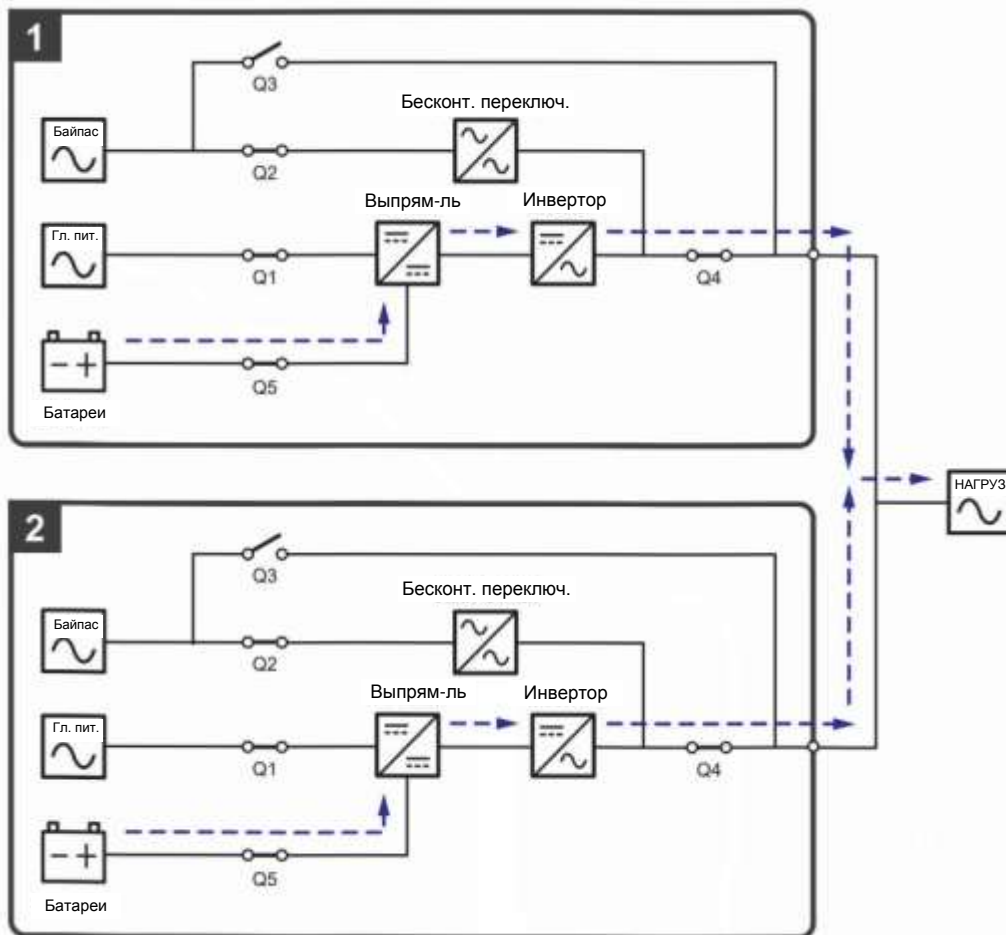 1
Q3
Бесконт. переключ.
Байпас
Q2
Выпрям-ль
Инвертор
Гл. пит.
Q1
Q4
Q5
Батареи
НАГРУЗ
2
Q3
Бесконт. переключ.
Байпас
Q2
Выпрям-ль
Инвертор
Гл. пит.
Q1
Q4
Q5
Батареи